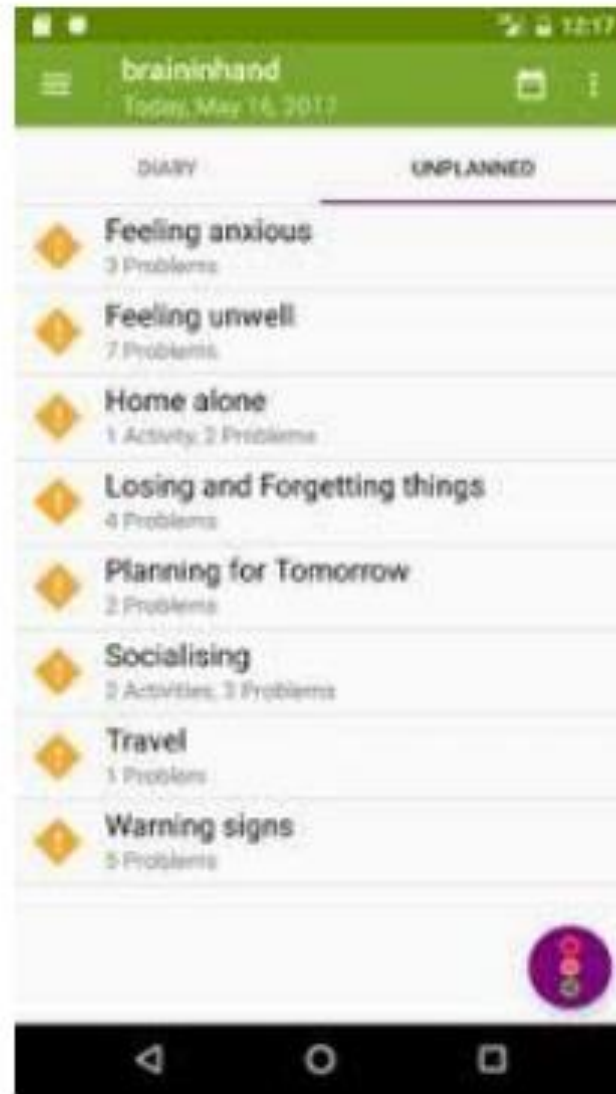 12:17
braininhand
Today, May 16, 2017
DIARY
UNPLANNED
Feeling anxious
3 Problems
Feeling unwell
7 Problems
Home alone
1 Activity, 2 Problems
Losing and Forgetting things
4 Problems
Planning for Tomorrow
2 Problems
Socialising
2 Activities, 3 Problems
Travel
1 Problem
Warning signs
5 Problems